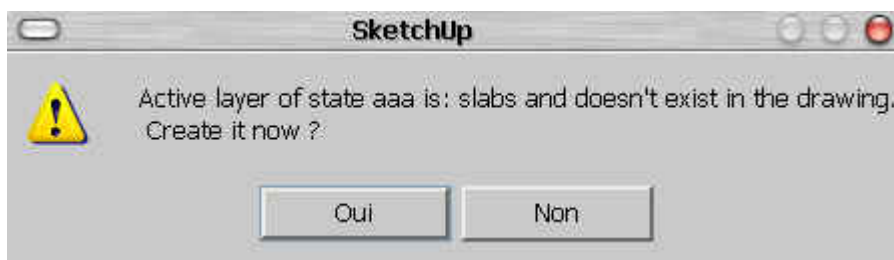 SketchUp
Active layer of state aaa is: slabs and doesn't exist in the drawing.
Create it now ?
Oui
Non